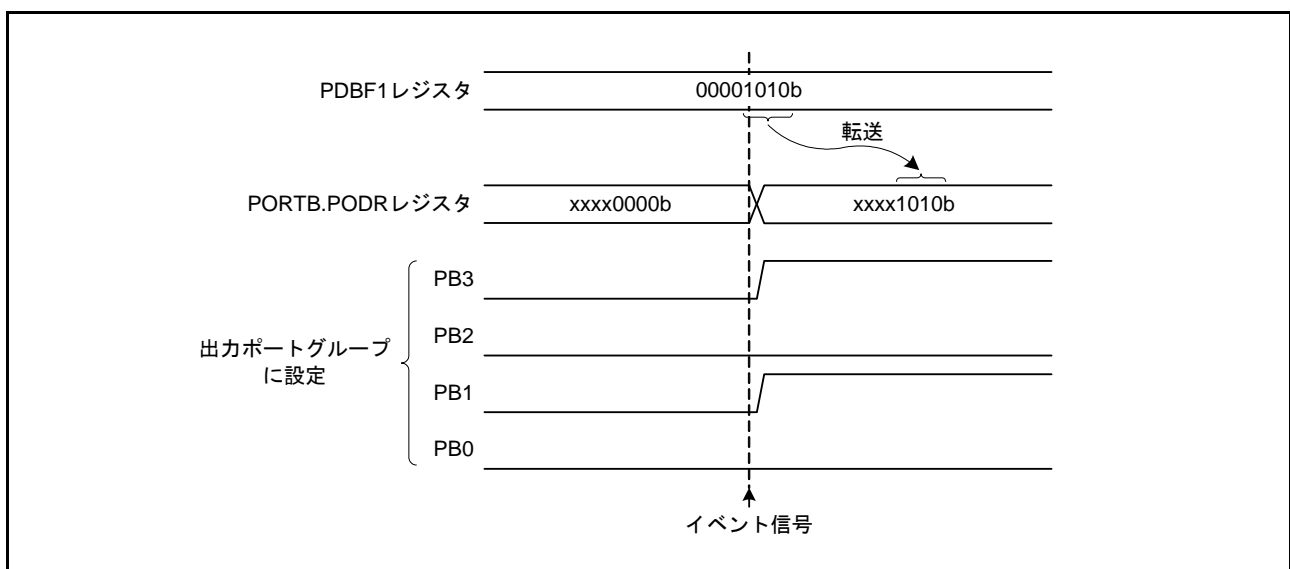 PDBF1レジスタ
00001010b
転送
PORTB.PODRレジスタ
xxxx0000b
xxxx1010b
出力ポートグループ
に設定
PB3
PB2
PB1
PB0
イベント信号